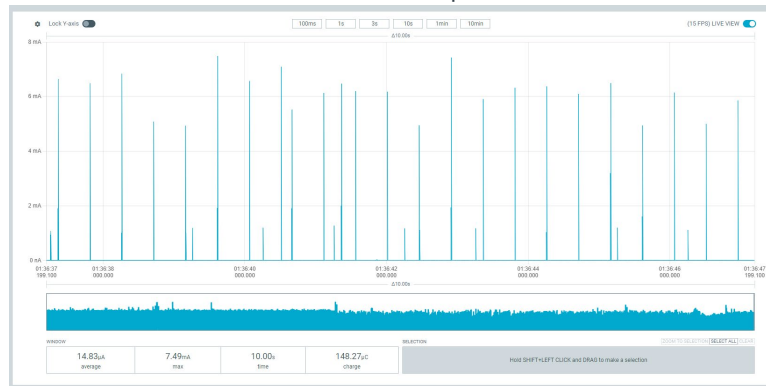 Lock Y-axis
100ms 1s 3s 10s 1min 10min
(15 FPS) LIVE VIEW
Δ10.00s
8 mA
6 mA
4 mA
2 mA
0 nA
01:36:37 01:36:38 01:36:40 01:36:42 01:36:44 01:36:46 01:36:47
199.100 000.000 000.000 000.000 000.000 000.000 199.100
Δ10.00s
WINDOW
14.83μA 7.49mA 10.00s 148.27μC
average max time charge
SELECTION
ZOOM TO SELECTION SELECT ALL CLEAR
Hold SHIFT+LEFT CLICK and DRAG to make a selection